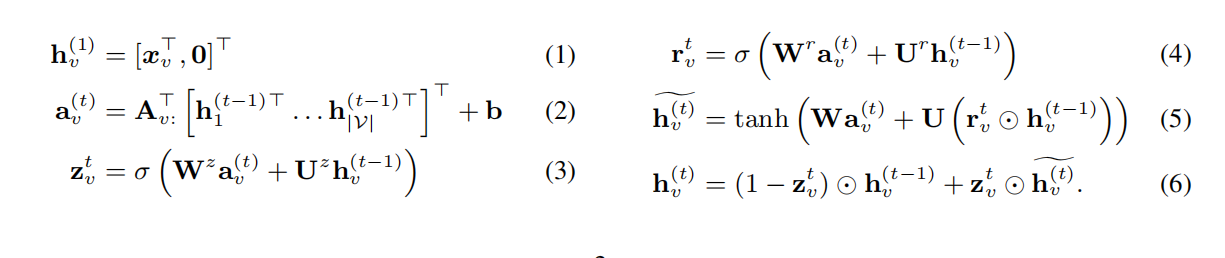 h_v^{(1)} = [x_v^⊤, 0]^⊤ (1)
a_v^{(t)} = A_{v:}^⊤ [h_1^{(t−1)⊤} … h_{|𝒱|}^{(t−1)⊤}]^⊤ + b (2)
z_v^t = σ(W^z a_v^{(t)} + U^z h_v^{(t−1)}) (3)
r_v^t = σ(W^r a_v^{(t)} + U^r h_v^{(t−1)}) (4)
\widetilde{h_v^{(t)}} = tanh(W a_v^{(t)} + U(r_v^t ⊙ h_v^{(t−1)})) (5)
h_v^{(t)} = (1 − z_v^t) ⊙ h_v^{(t−1)} + z_v^t ⊙ \widetilde{h_v^{(t)}}. (6)